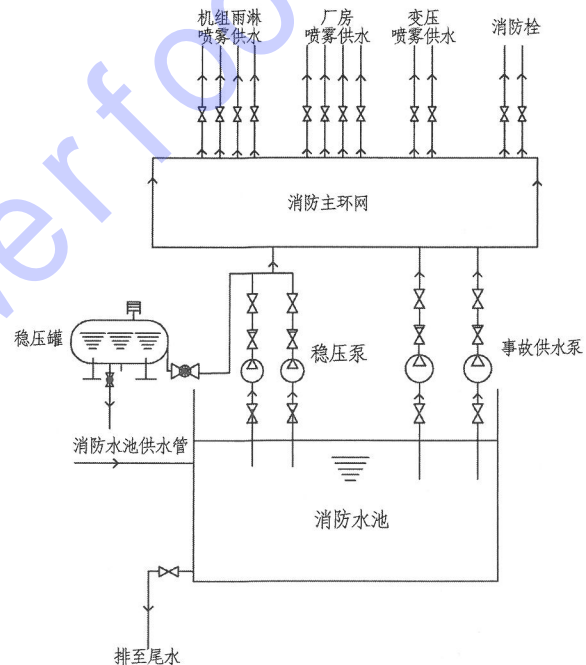 机组雨淋
喷雾供水
厂房
喷雾供水
变压
喷雾供水
消防栓
消防主环网
稳压罐
稳压泵
事故供水泵
消防水池供水管
消防水池
排至尾水
werfoo